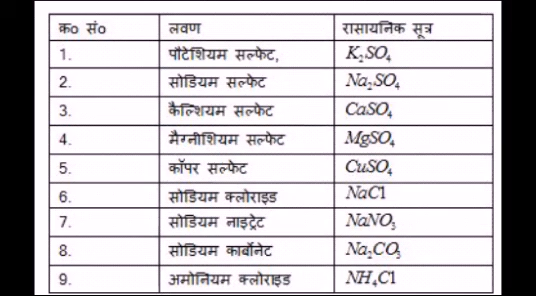 क्र० सं० लवण रासायनिक सूत्र
1. पौटेशियम सल्फेट, K₂SO₄
2. सोडियम सल्फेट Na₂SO₄
3. कैल्शियम सल्फेट CaSO₄
4. मैग्नीशियम सल्फेट MgSO₄
5. कॉपर सल्फेट CuSO₄
6. सोडियम क्लोराइड NaCl
7. सोडियम नाइट्रेट NaNO₃
8. सोडियम कार्बोनेट Na₂CO₃
9. अमोनियम क्लोराइड NH₄Cl